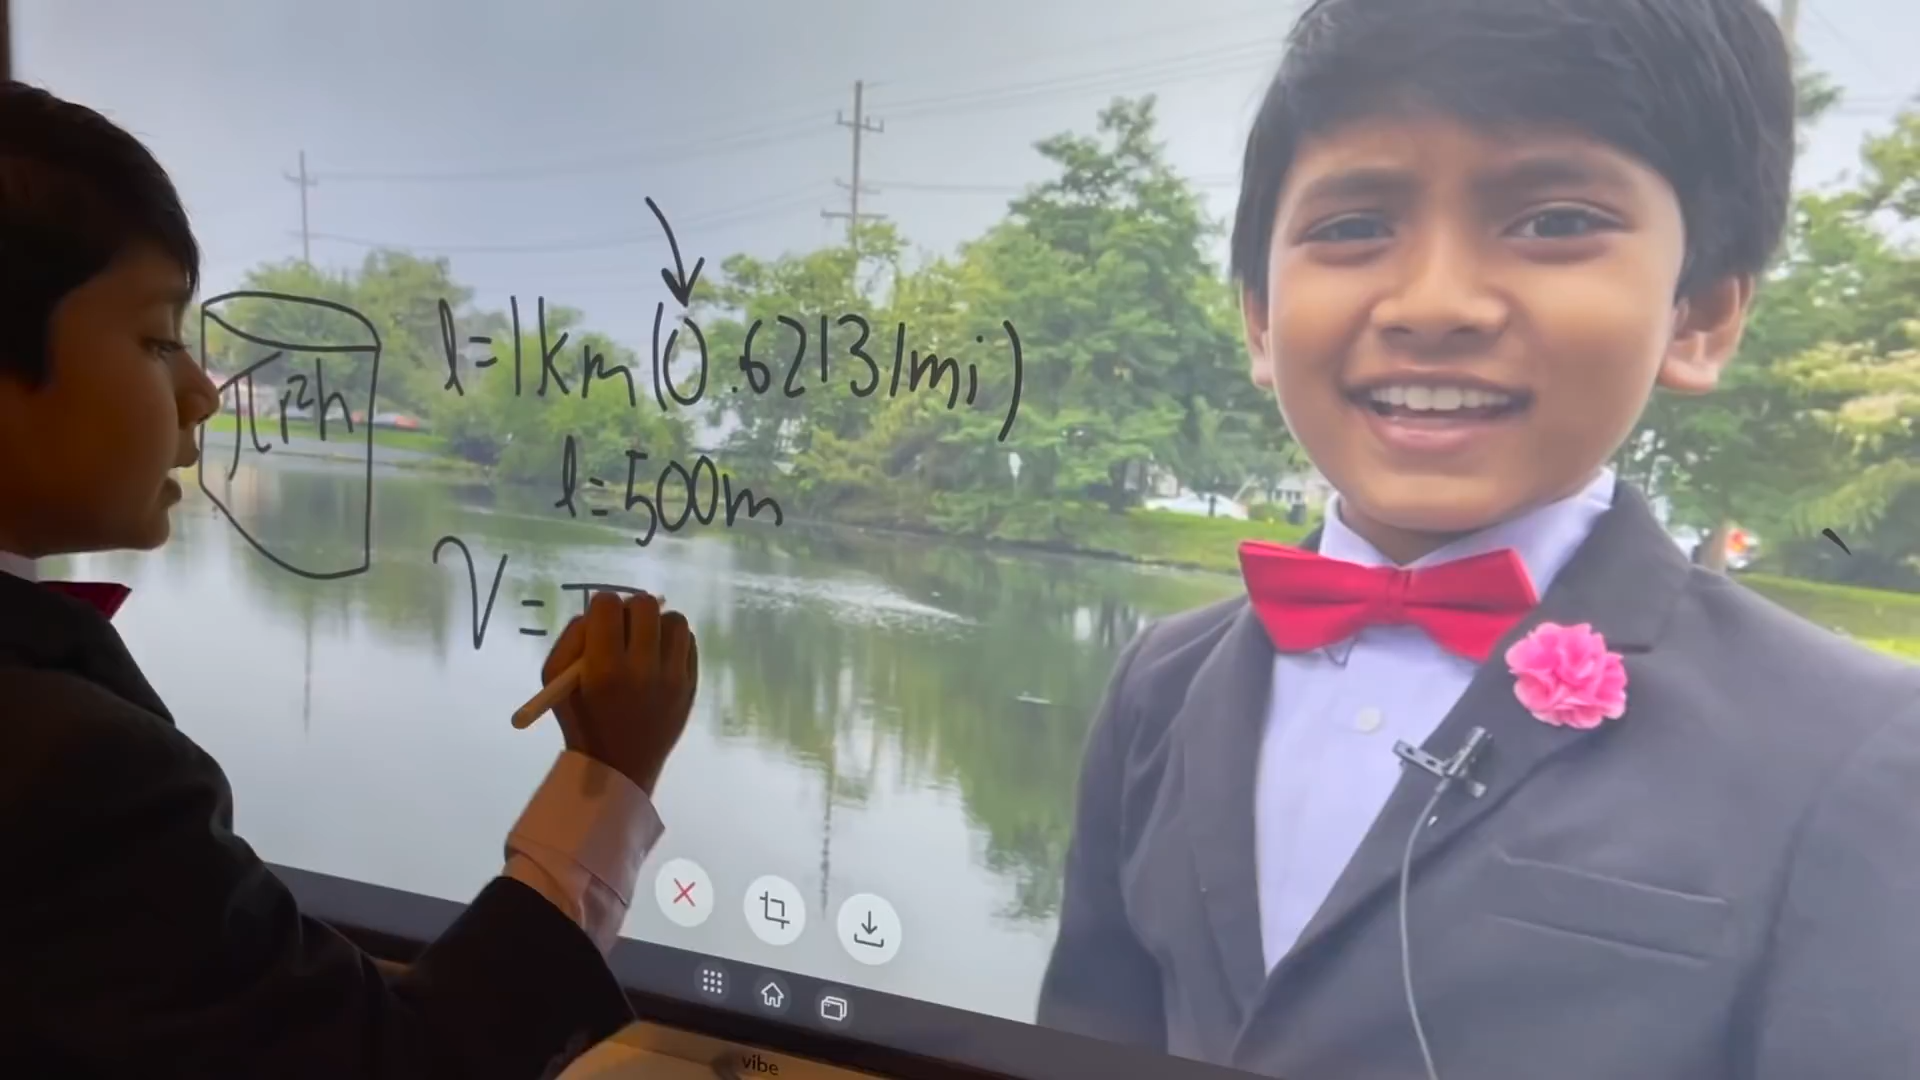 πr²h
l=1km(0.6213/mi)
l=500m
V=π
vibe